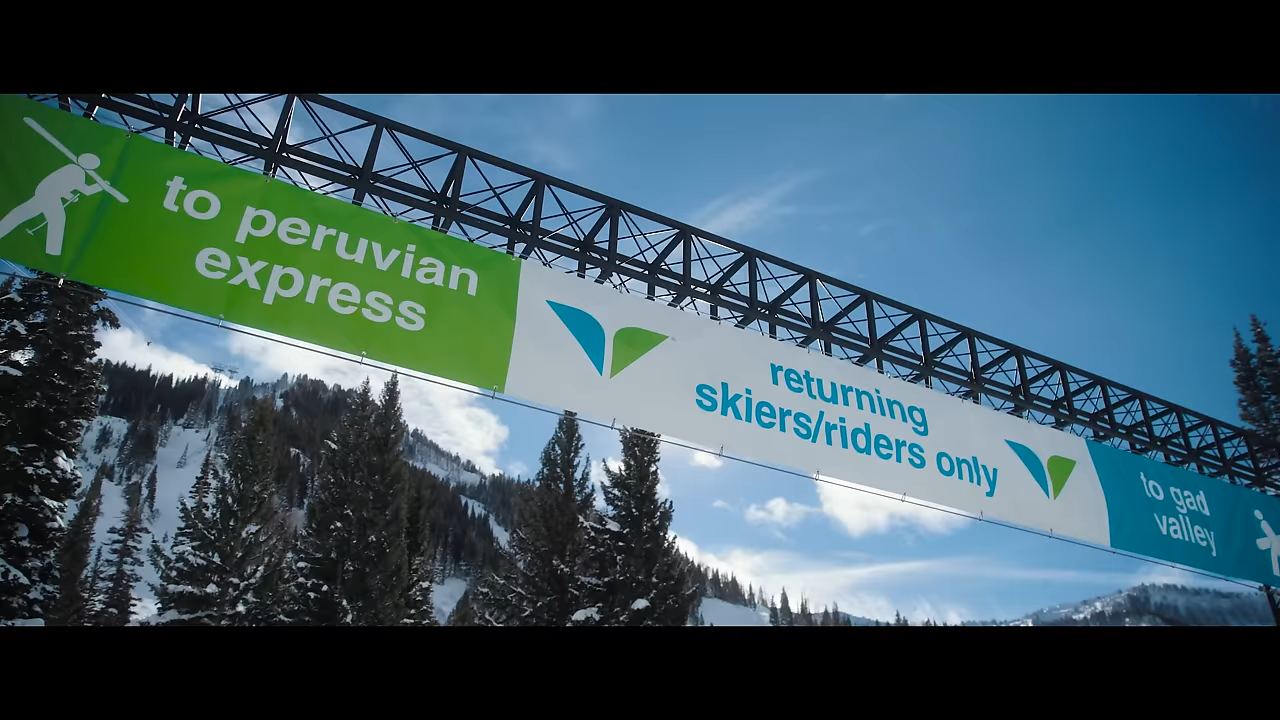 to peruvian
express
returning
skiers/riders only
to gad
valley